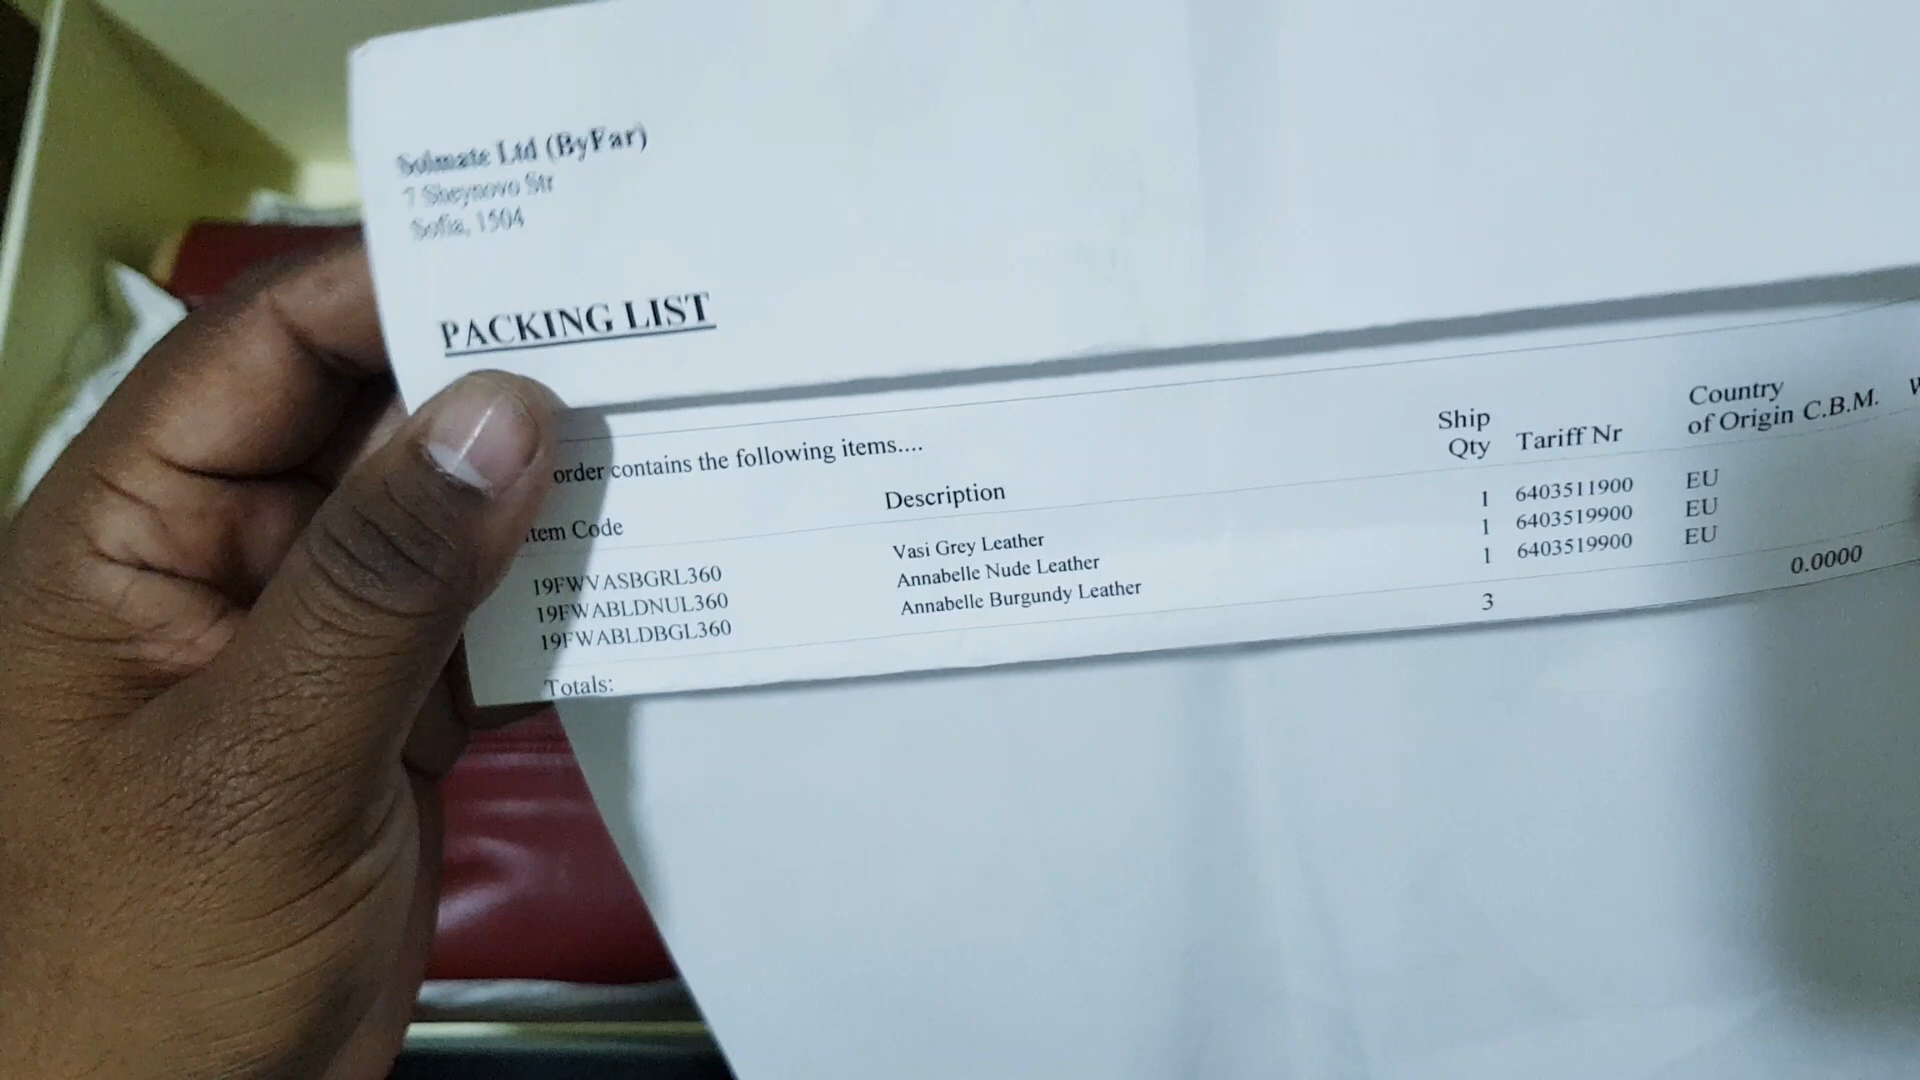 Solmate Ltd (ByFar)
7 Sheynovo Str
Sofia, 1504
PACKING LIST
order contains the following items....
tem Code Description Ship Qty Tariff Nr Country of Origin C.B.M.
19FWVASBGRL360 Vasi Grey Leather 1 6403511900 EU
19FWABLDNUL360 Annabelle Nude Leather 1 6403519900 EU
19FWABLDBGL360 Annabelle Burgundy Leather 1 6403519900 EU
Totals: 3 0.0000